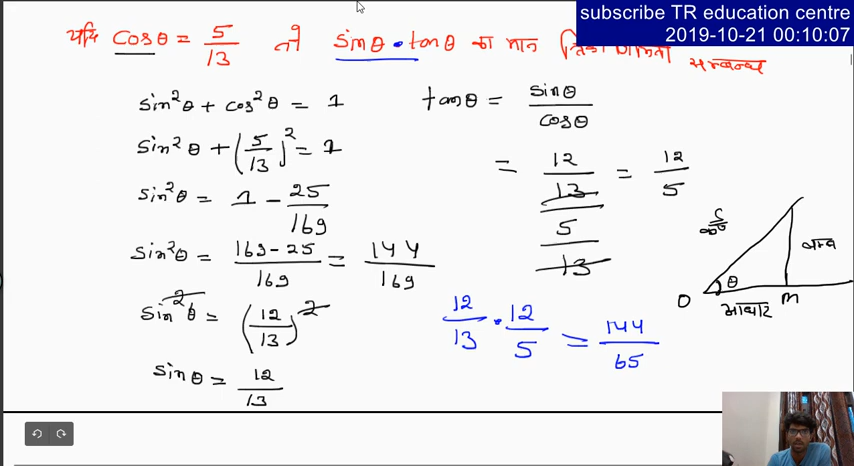 subscribe TR education centre
2019-10-21 00:10:07
यदि cosθ = 5/13 तो sinθ · tanθ का मान
सम्बन्ध
sin²θ + cos²θ = 1
sin²θ + (5/13)² = 1
sin²θ = 1 - 25/169
sin²θ = 169-25/169 = 144/169
sin²θ = (12/13)²
sinθ = 12/13
tanθ = sinθ/cosθ
= 12/13/5/13 = 12/5
12/13 · 12/5 = 144/65
कर्ण
लम्ब
θ
O M
आधार